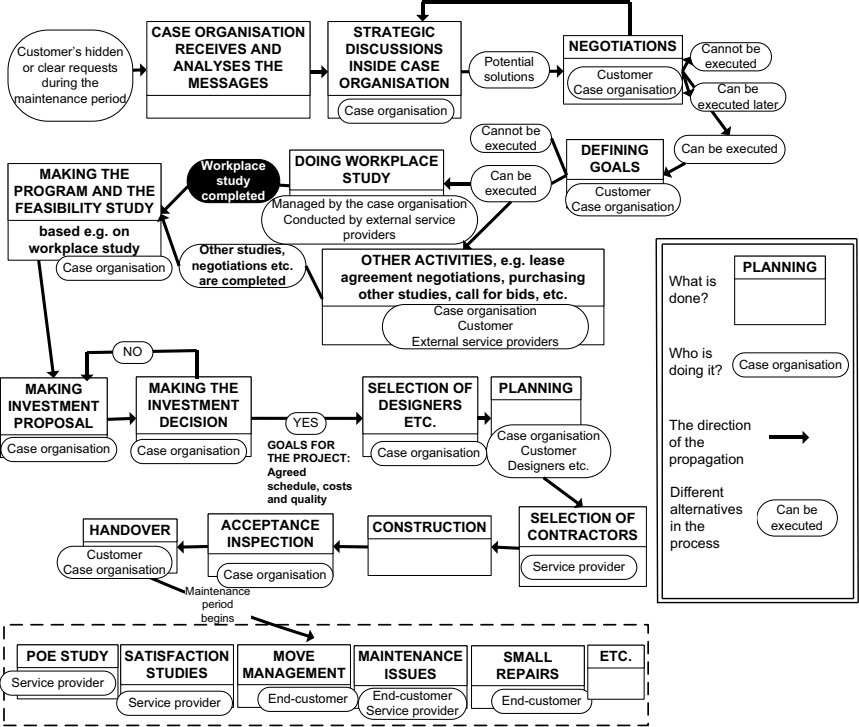 Customer's hidden
or clear requests
during the
maintenance period
CASE ORGANISATION
RECEIVES AND
ANALYSES THE
MESSAGES
STRATEGIC
DISCUSSIONS
INSIDE CASE
ORGANISATION
Case organisation
Potential
solutions
NEGOTIATIONS
Customer
Case organisation
Cannot be
executed
Can be
executed later
Can be executed
DEFINING
GOALS
Customer
Case organisation
Cannot be
executed
Can be
executed
DOING WORKPLACE
STUDY
Managed by the case organisation
Conducted by external service
providers
Workplace
study
completed
MAKING THE
PROGRAM AND THE
FEASIBILITY STUDY
based e.g. on
workplace study
Case organisation
Other studies,
negotiations etc.
are completed
OTHER ACTIVITIES, e.g. lease
agreement negotiations, purchasing
other studies, call for bids, etc.
Case organisation
Customer
External service providers
NO
MAKING
INVESTMENT
PROPOSAL
Case organisation
MAKING THE
INVESTMENT
DECISION
Case organisation
YES
GOALS FOR
THE PROJECT:
Agreed
schedule, costs
and quality
SELECTION OF
DESIGNERS
ETC.
Case organisation
PLANNING
Case organisation
Customer
Designers etc.
SELECTION OF
CONTRACTORS
Service provider
CONSTRUCTION
ACCEPTANCE
INSPECTION
Case organisation
HANDOVER
Customer
Case organisation
Maintenance
period
begins
POE STUDY
Service provider
SATISFACTION
STUDIES
Service provider
MOVE
MANAGEMENT
End-customer
MAINTENANCE
ISSUES
End-customer
Service provider
SMALL
REPAIRS
End-customer
ETC.
What is
done?
PLANNING
Who is
doing it?
Case organisation
The direction
of the
propagation
Different
alternatives
in the
process
Can be
executed